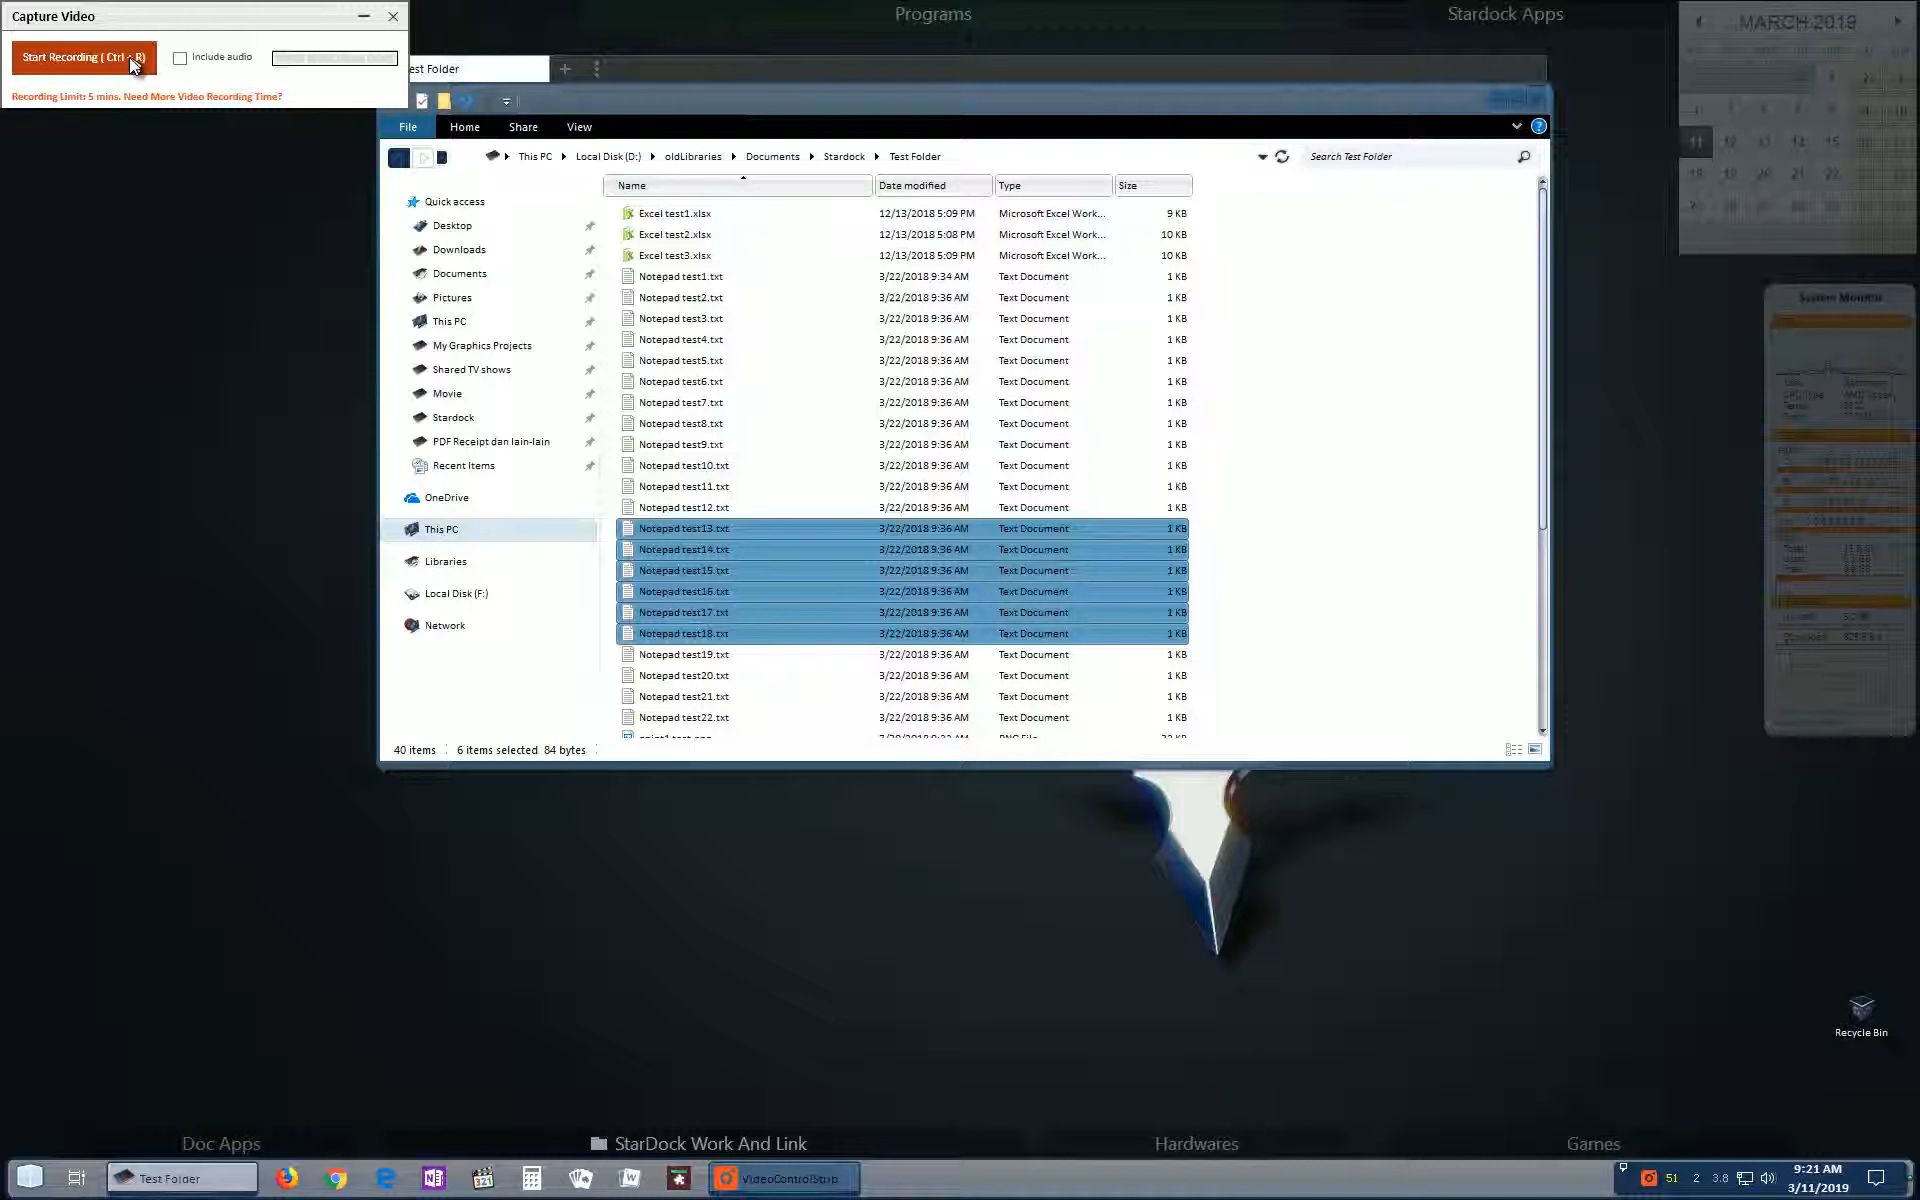 Capture Video
Start Recording ( Ctrl + R)
Include audio
Recording Limit: 5 mins. Need More Video Recording Time?
Programs
Stardock Apps
MARCH 2019
est Folder
File Home Share View
This PC Local Disk (D:) oldLibraries Documents Stardock Test Folder
Search Test Folder
Name Date modified Type Size
Quick access
Desktop
Downloads
Documents
Pictures
This PC
My Graphics Projects
Shared TV shows
Movie
Stardock
PDF Receipt dan lain-lain
Recent Items
OneDrive
This PC
Libraries
Local Disk (F:)
Network
Excel test1.xlsx 12/13/2018 5:09 PM Microsoft Excel Work... 9 KB
Excel test2.xlsx 12/13/2018 5:08 PM Microsoft Excel Work... 10 KB
Excel test3.xlsx 12/13/2018 5:09 PM Microsoft Excel Work... 10 KB
Notepad test1.txt 3/22/2018 9:34 AM Text Document 1 KB
Notepad test2.txt 3/22/2018 9:36 AM Text Document 1 KB
Notepad test3.txt 3/22/2018 9:36 AM Text Document 1 KB
Notepad test4.txt 3/22/2018 9:36 AM Text Document 1 KB
Notepad test5.txt 3/22/2018 9:36 AM Text Document 1 KB
Notepad test6.txt 3/22/2018 9:36 AM Text Document 1 KB
Notepad test7.txt 3/22/2018 9:36 AM Text Document 1 KB
Notepad test8.txt 3/22/2018 9:36 AM Text Document 1 KB
Notepad test9.txt 3/22/2018 9:36 AM Text Document 1 KB
Notepad test10.txt 3/22/2018 9:36 AM Text Document 1 KB
Notepad test11.txt 3/22/2018 9:36 AM Text Document 1 KB
Notepad test12.txt 3/22/2018 9:36 AM Text Document 1 KB
Notepad test13.txt 3/22/2018 9:36 AM Text Document 1 KB
Notepad test14.txt 3/22/2018 9:36 AM Text Document 1 KB
Notepad test15.txt 3/22/2018 9:36 AM Text Document 1 KB
Notepad test16.txt 3/22/2018 9:36 AM Text Document 1 KB
Notepad test17.txt 3/22/2018 9:36 AM Text Document 1 KB
Notepad test18.txt 3/22/2018 9:36 AM Text Document 1 KB
Notepad test19.txt 3/22/2018 9:36 AM Text Document 1 KB
Notepad test20.txt 3/22/2018 9:36 AM Text Document 1 KB
Notepad test21.txt 3/22/2018 9:36 AM Text Document 1 KB
Notepad test22.txt 3/22/2018 9:36 AM Text Document 1 KB
40 items 6 items selected 84 bytes
11 12 13 14 15
18 19 20 21 22
System Monitor
Recycle Bin
Doc Apps
StarDock Work And Link
Hardwares
Games
Test Folder
321
VideoControlStrip
51 2 3.8
9:21 AM
3/11/2019